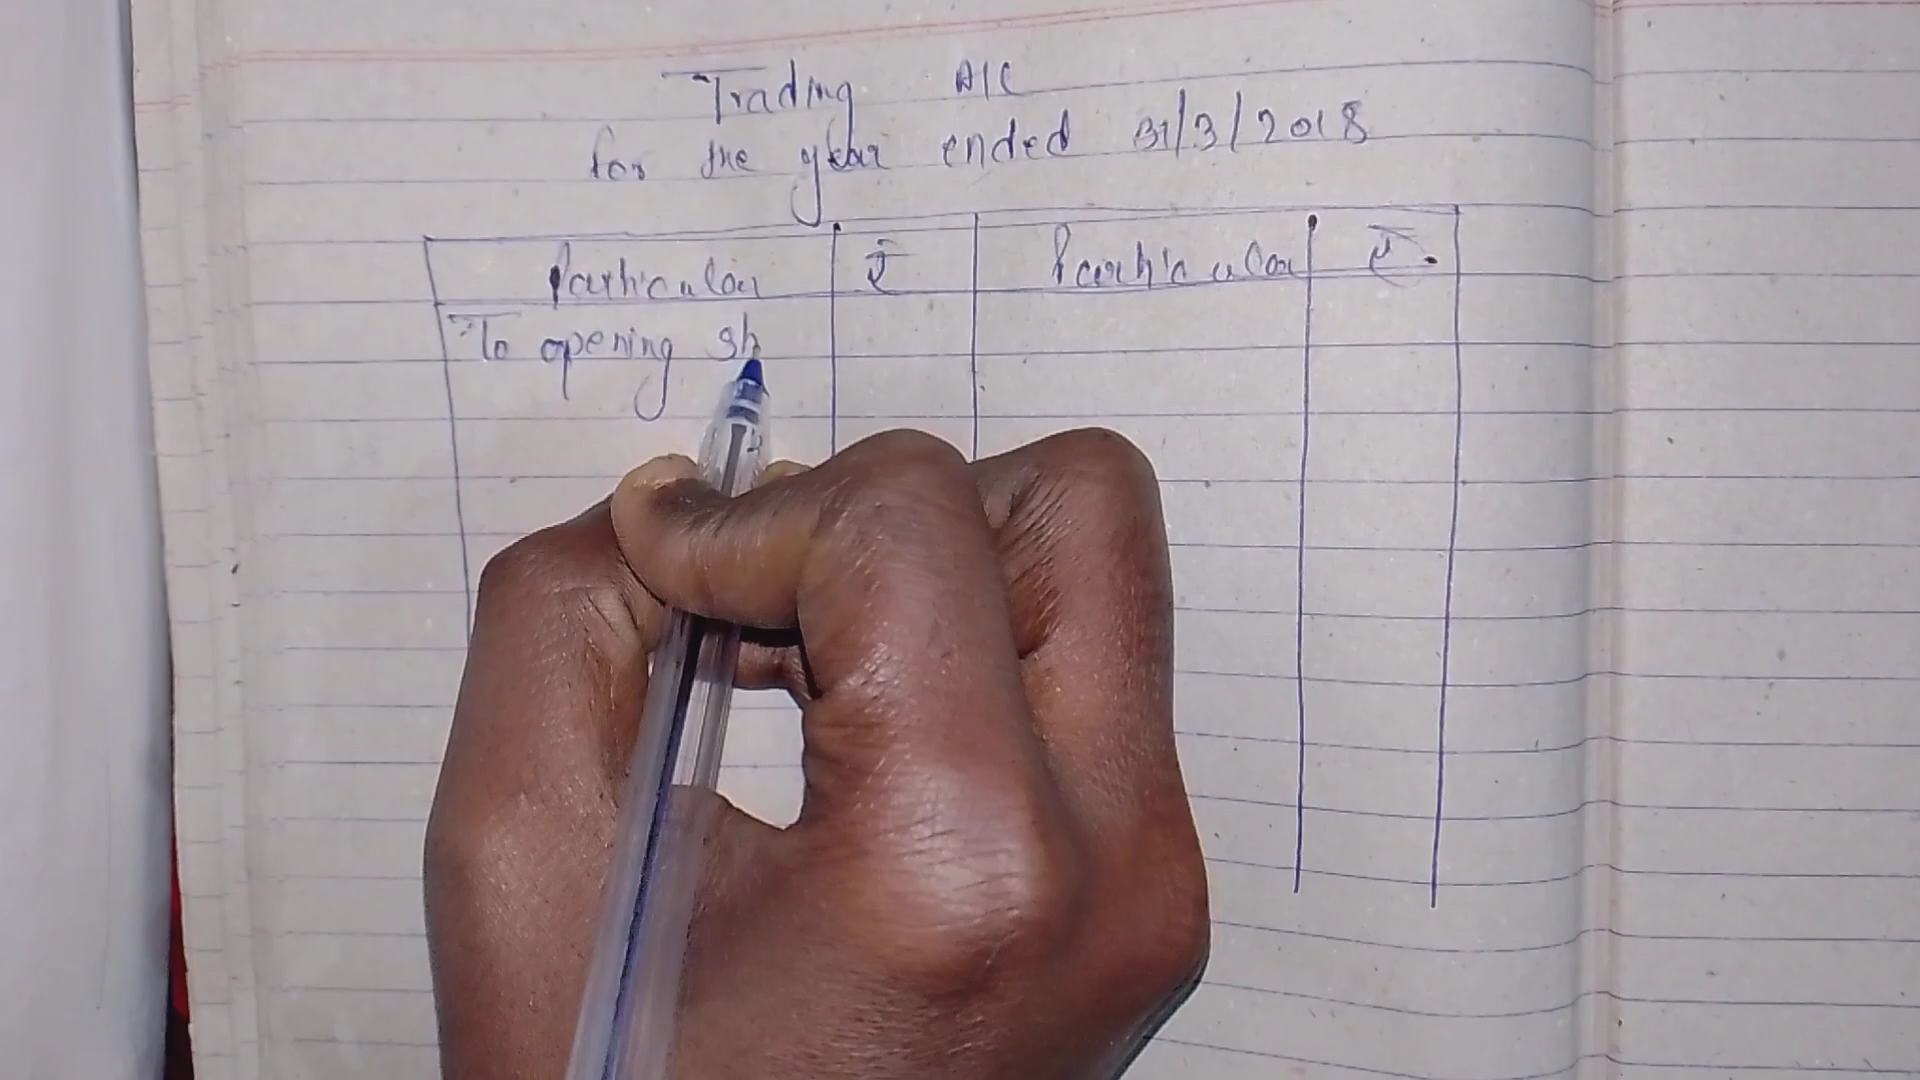 Trading A/C
for the year ended 31/3/2018
Particular ₹ Particular ₹
To opening st